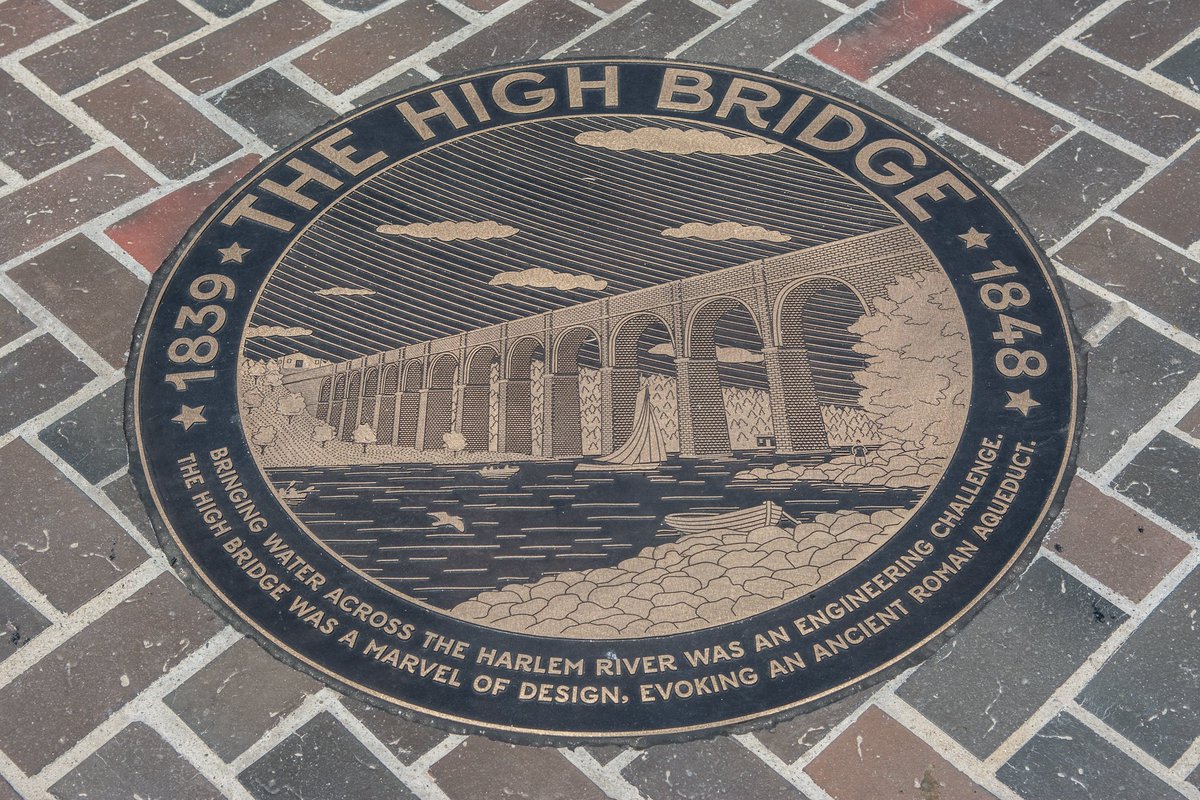 THE HIGH BRIDGE
1839
1848
BRINGING WATER ACROSS THE HARLEM RIVER WAS AN ENGINEERING CHALLENGE.
THE HIGH BRIDGE WAS A MARVEL OF DESIGN, EVOKING AN ANCIENT ROMAN AQUEDUCT.